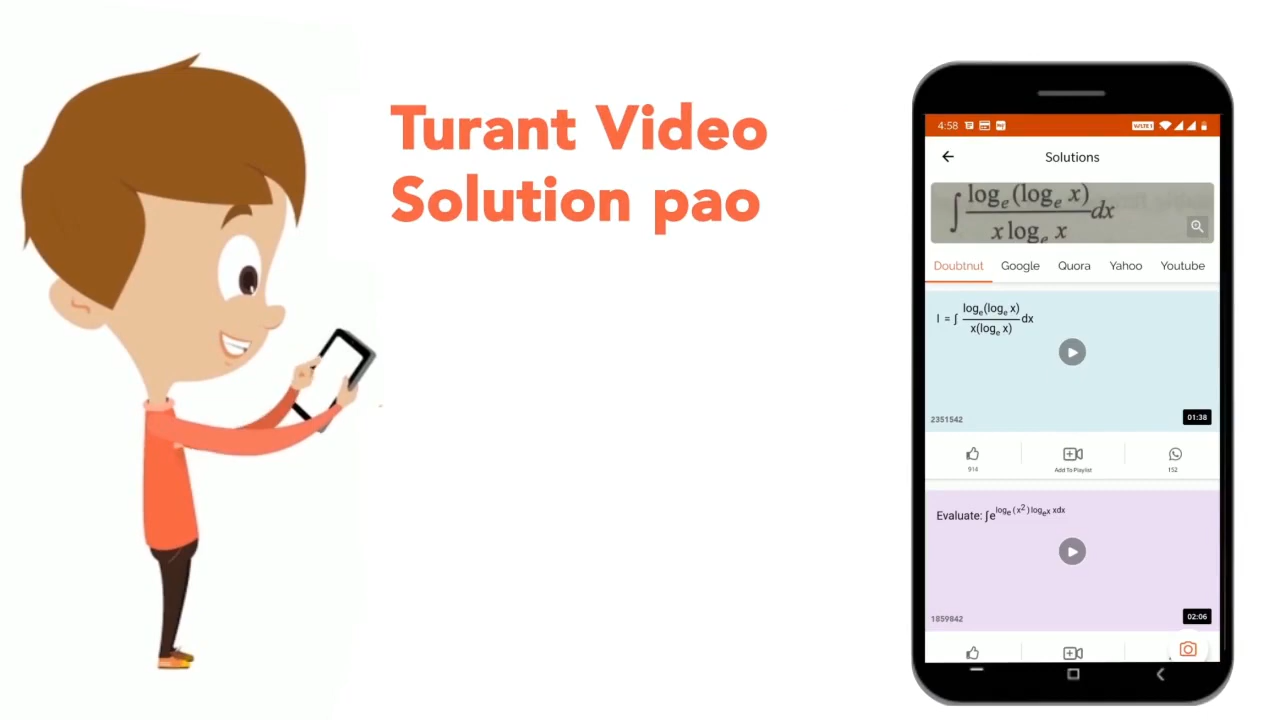 Turant Video
Solution pao
4:58
VoLTE
Solutions
∫ logₑ(logₑ x) / x logₑ x dx
Doubtnut Google Quora Yahoo Youtube
I = ∫ logₑ(logₑ x) / x(logₑ x) dx
2351542 01:38
914 Add To Playlist 152
Evaluate: ∫e^logₑ(x²)logₑx xdx
1859842 02:06